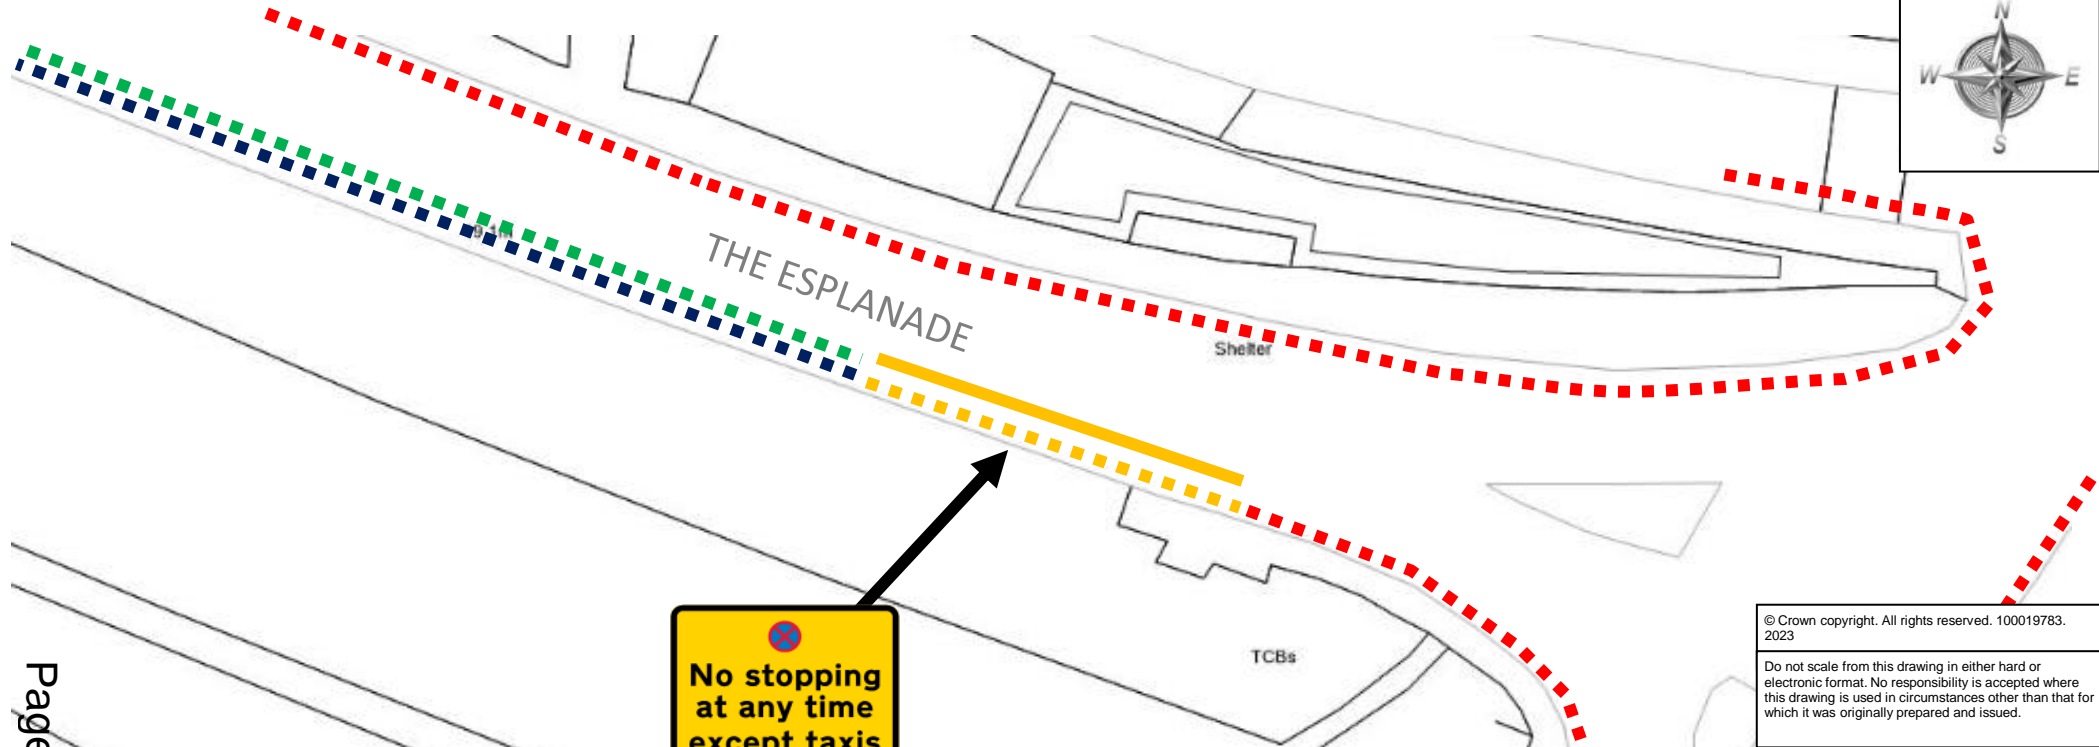 N
W E
S
9.1m
THE ESPLANADE
Shelter
TCBs
No stopping
at any time
except taxis
Page
© Crown copyright. All rights reserved. 100019783.
2023
Do not scale from this drawing in either hard or
electronic format. No responsibility is accepted where
this drawing is used in circumstances other than that for
which it was originally prepared and issued.